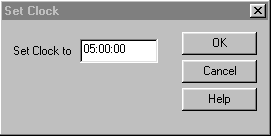 Set Clock
Set Clock to 05:00:00
OK
Cancel
Help